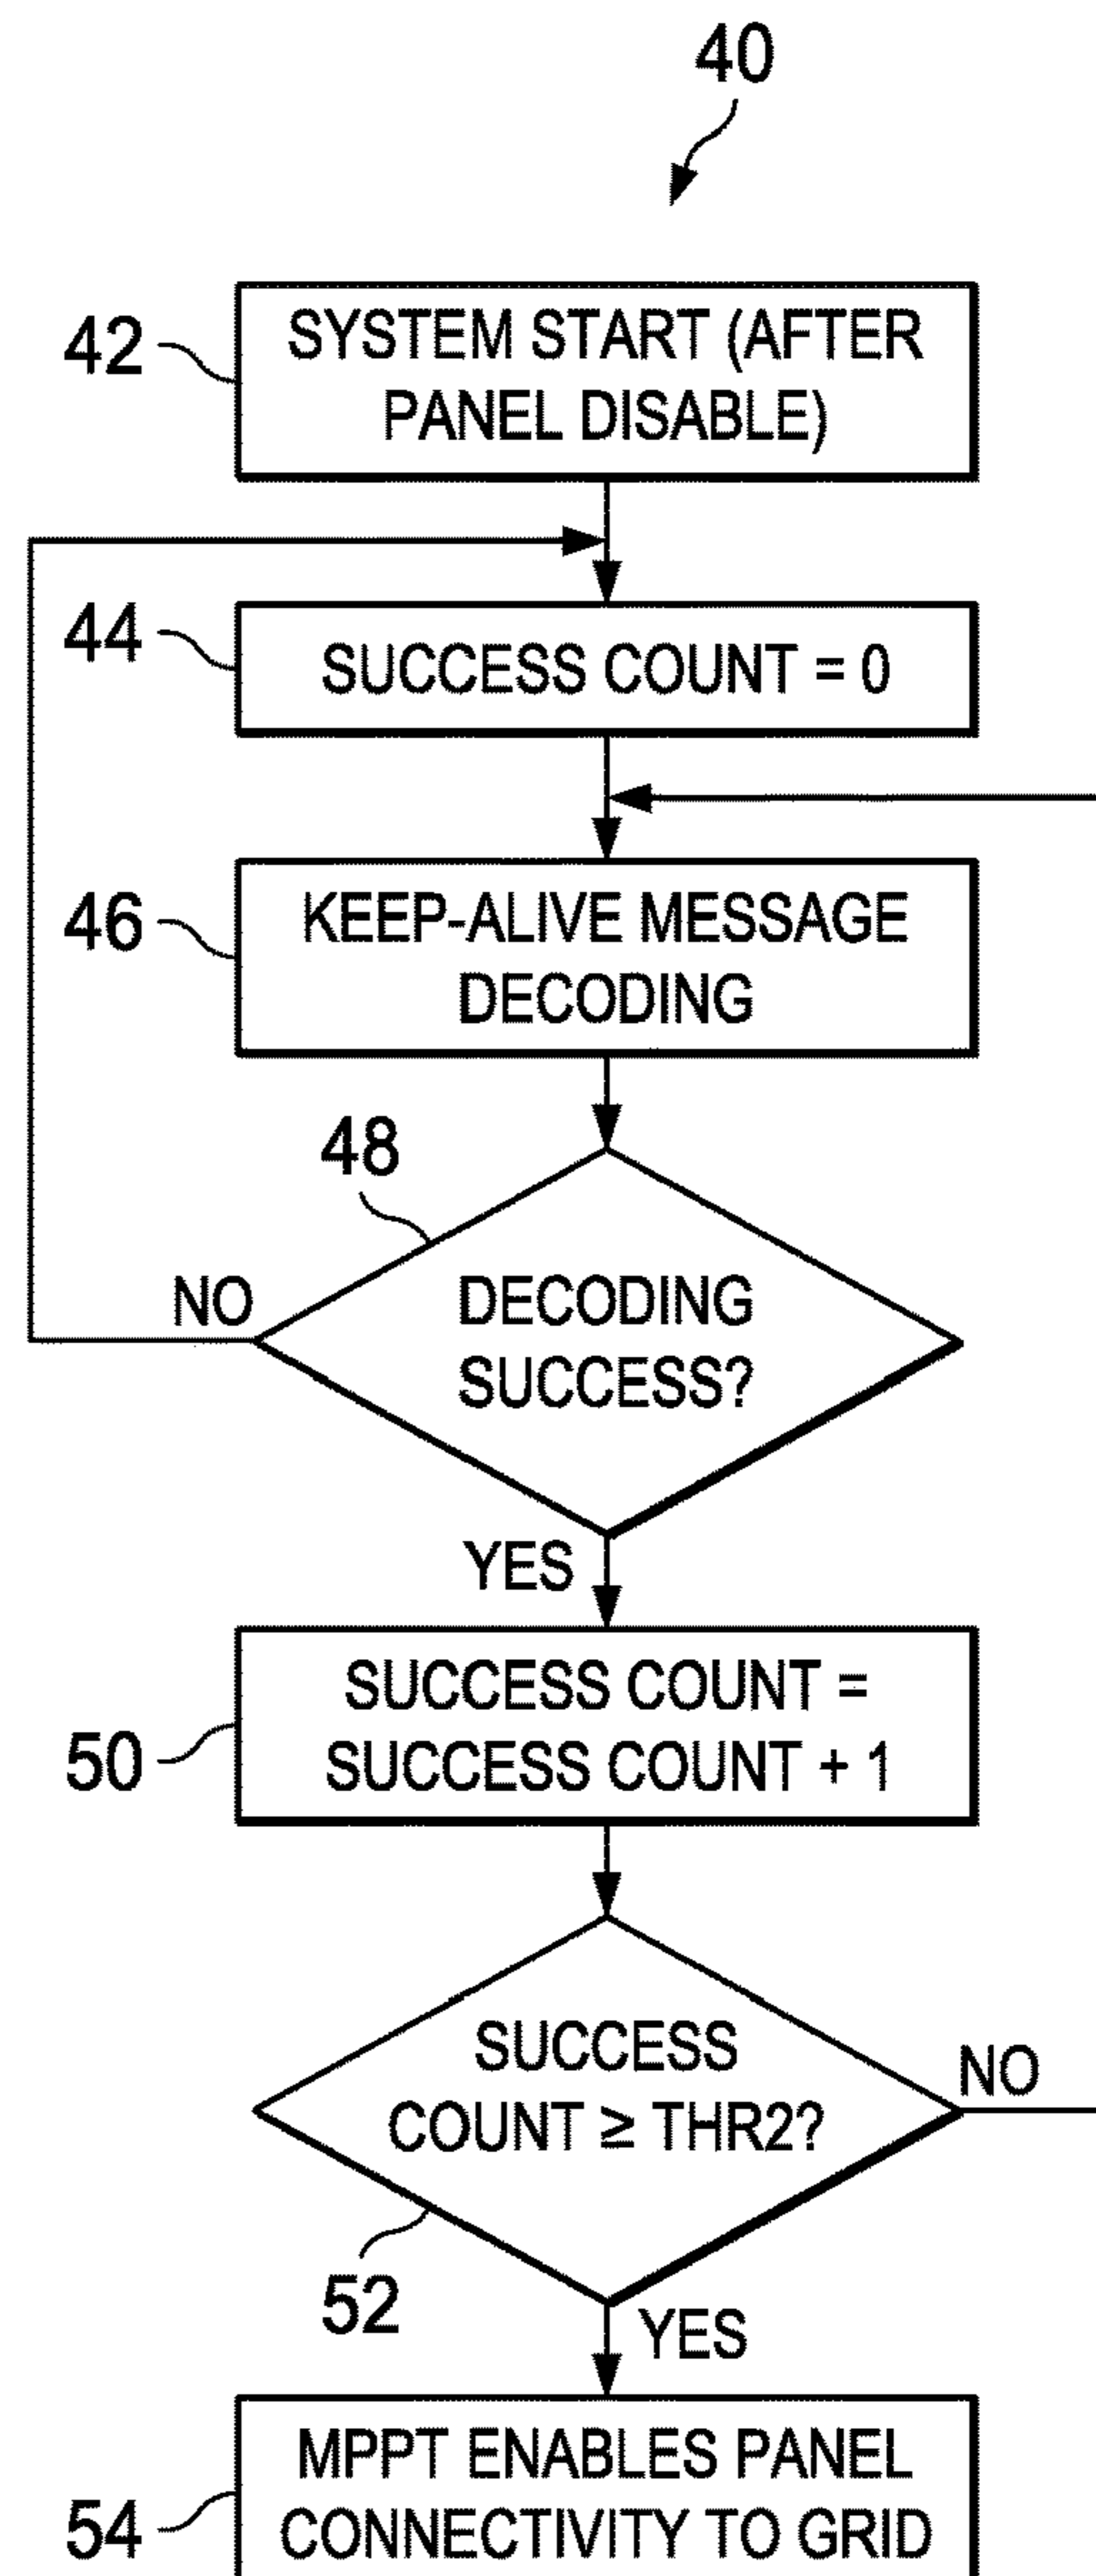 40
42
SYSTEM START (AFTER
PANEL DISABLE)
44
SUCCESS COUNT = 0
46
KEEP-ALIVE MESSAGE
DECODING
48
NO
DECODING
SUCCESS?
YES
50
SUCCESS COUNT =
SUCCESS COUNT + 1
SUCCESS
COUNT ≥ THR2?
NO
52
YES
54
MPPT ENABLES PANEL
CONNECTIVITY TO GRID